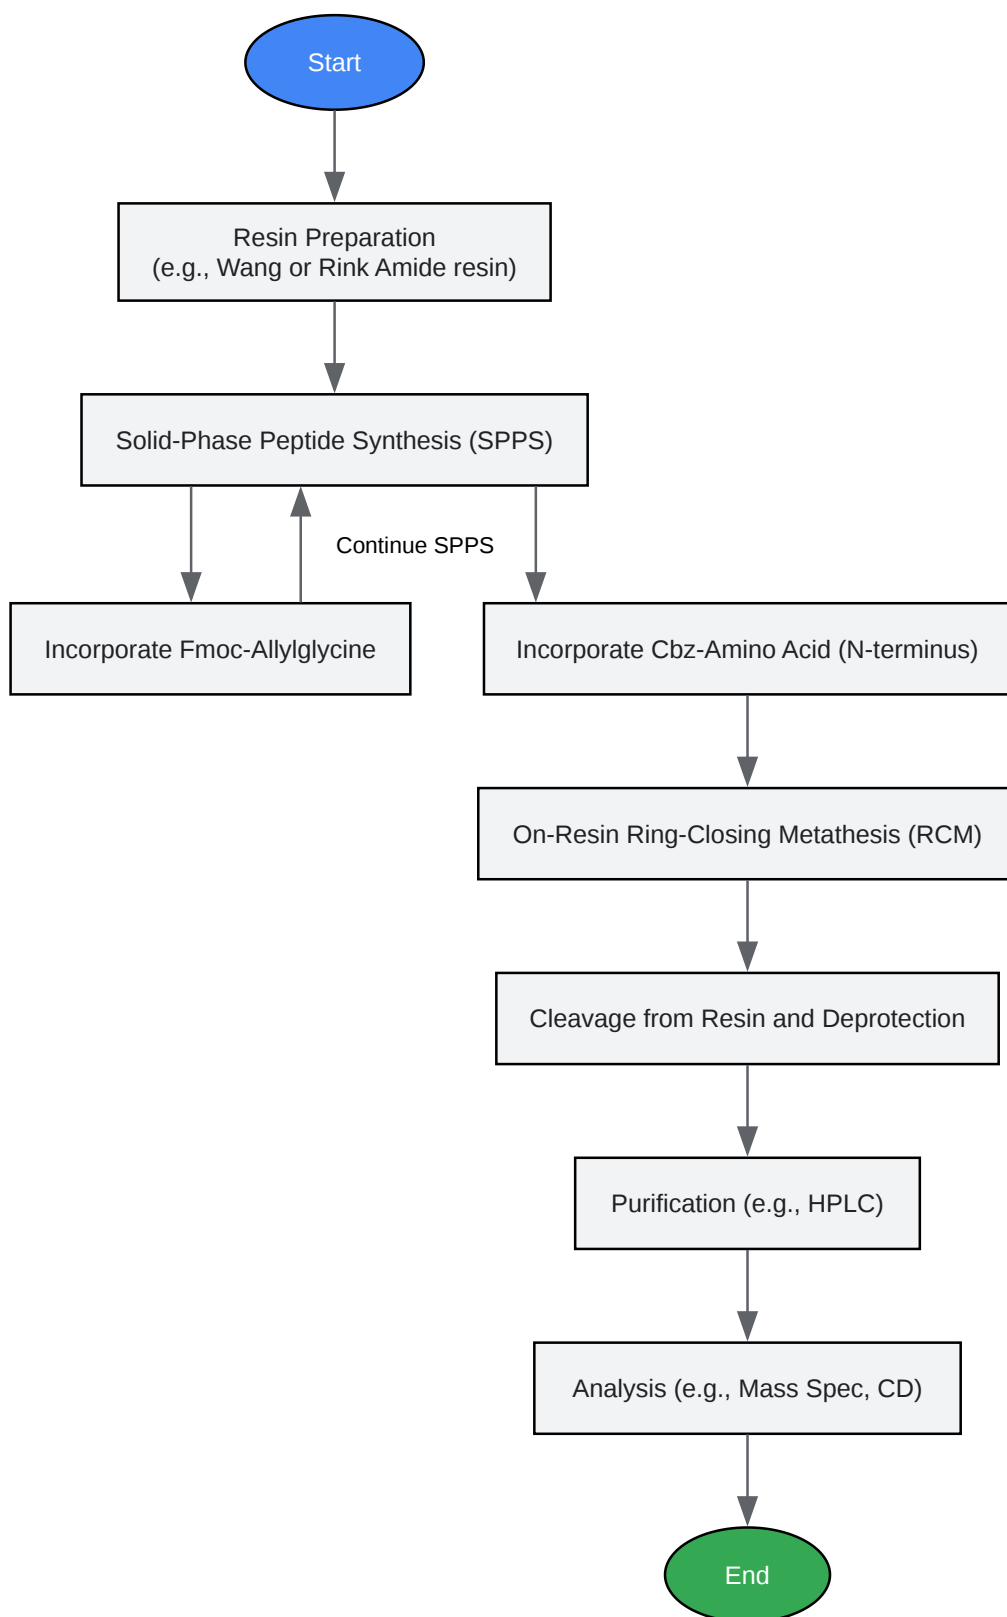 Start
Resin Preparation
(e.g., Wang or Rink Amide resin)
Solid-Phase Peptide Synthesis (SPPS)
Continue SPPS
Incorporate Fmoc-Allylglycine
Incorporate Cbz-Amino Acid (N-terminus)
On-Resin Ring-Closing Metathesis (RCM)
Cleavage from Resin and Deprotection
Purification (e.g., HPLC)
Analysis (e.g., Mass Spec, CD)
End